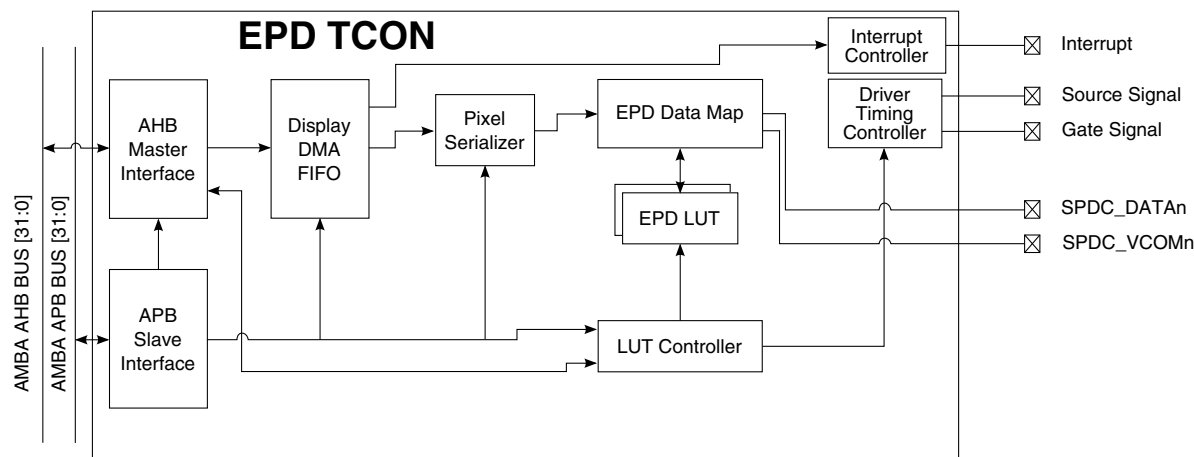 EPD TCON
Interrupt
Controller
Interrupt
AHB
Master
Interface
Display
DMA
FIFO
Pixel
Serializer
EPD Data Map
Driver
Timing
Controller
Source Signal
Gate Signal
EPD LUT
SPDC_DATAn
SPDC_VCOMn
AMBA AHB BUS [31:0]
AMBA APB BUS [31:0]
APB
Slave
Interface
LUT Controller